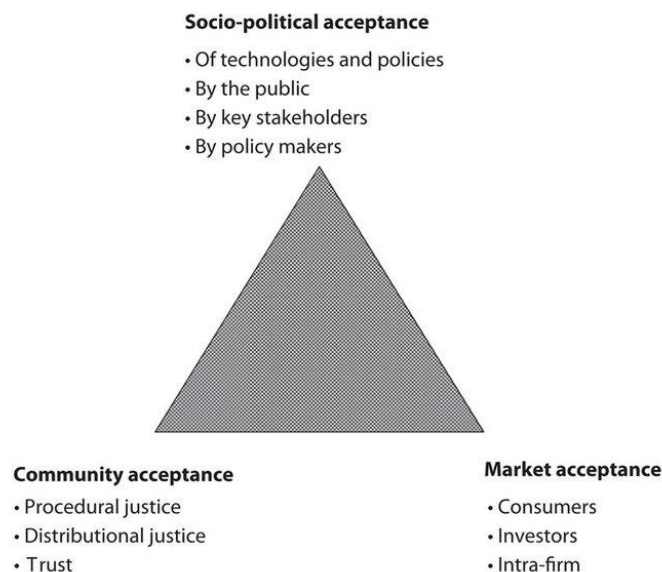 Socio-political acceptance
• Of technologies and policies
• By the public
• By key stakeholders
• By policy makers
Community acceptance
• Procedural justice
• Distributional justice
• Trust
Market acceptance
• Consumers
• Investors
• Intra-firm